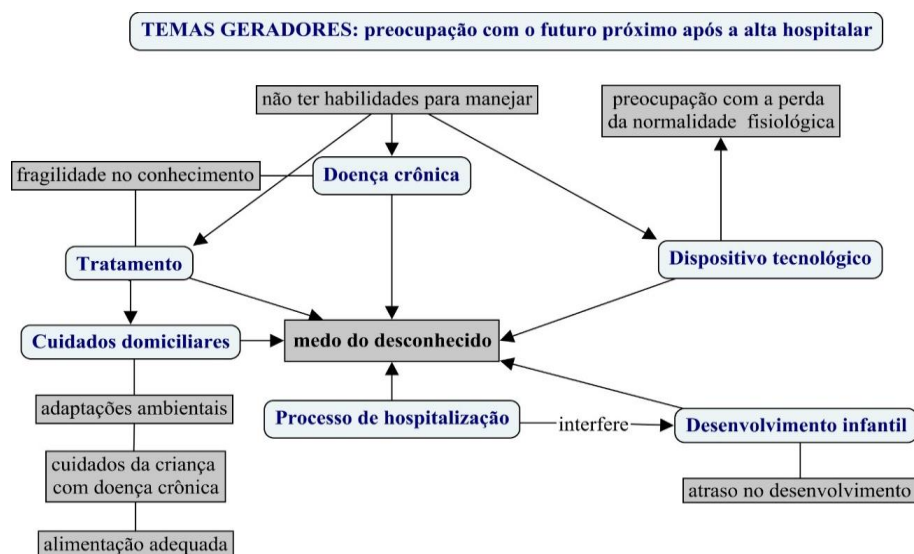 TEMAS GERADORES: preocupação com o futuro próximo após a alta hospitalar
não ter habilidades para manejar
preocupação com a perda
da normalidade fisiológica
fragilidade no conhecimento
Doença crônica
Tratamento
Dispositivo tecnológico
Cuidados domiciliares
medo do desconhecido
adaptações ambientais
Processo de hospitalização
interfere
Desenvolvimento infantil
cuidados da criança
com doença crônica
atraso no desenvolvimento
alimentação adequada